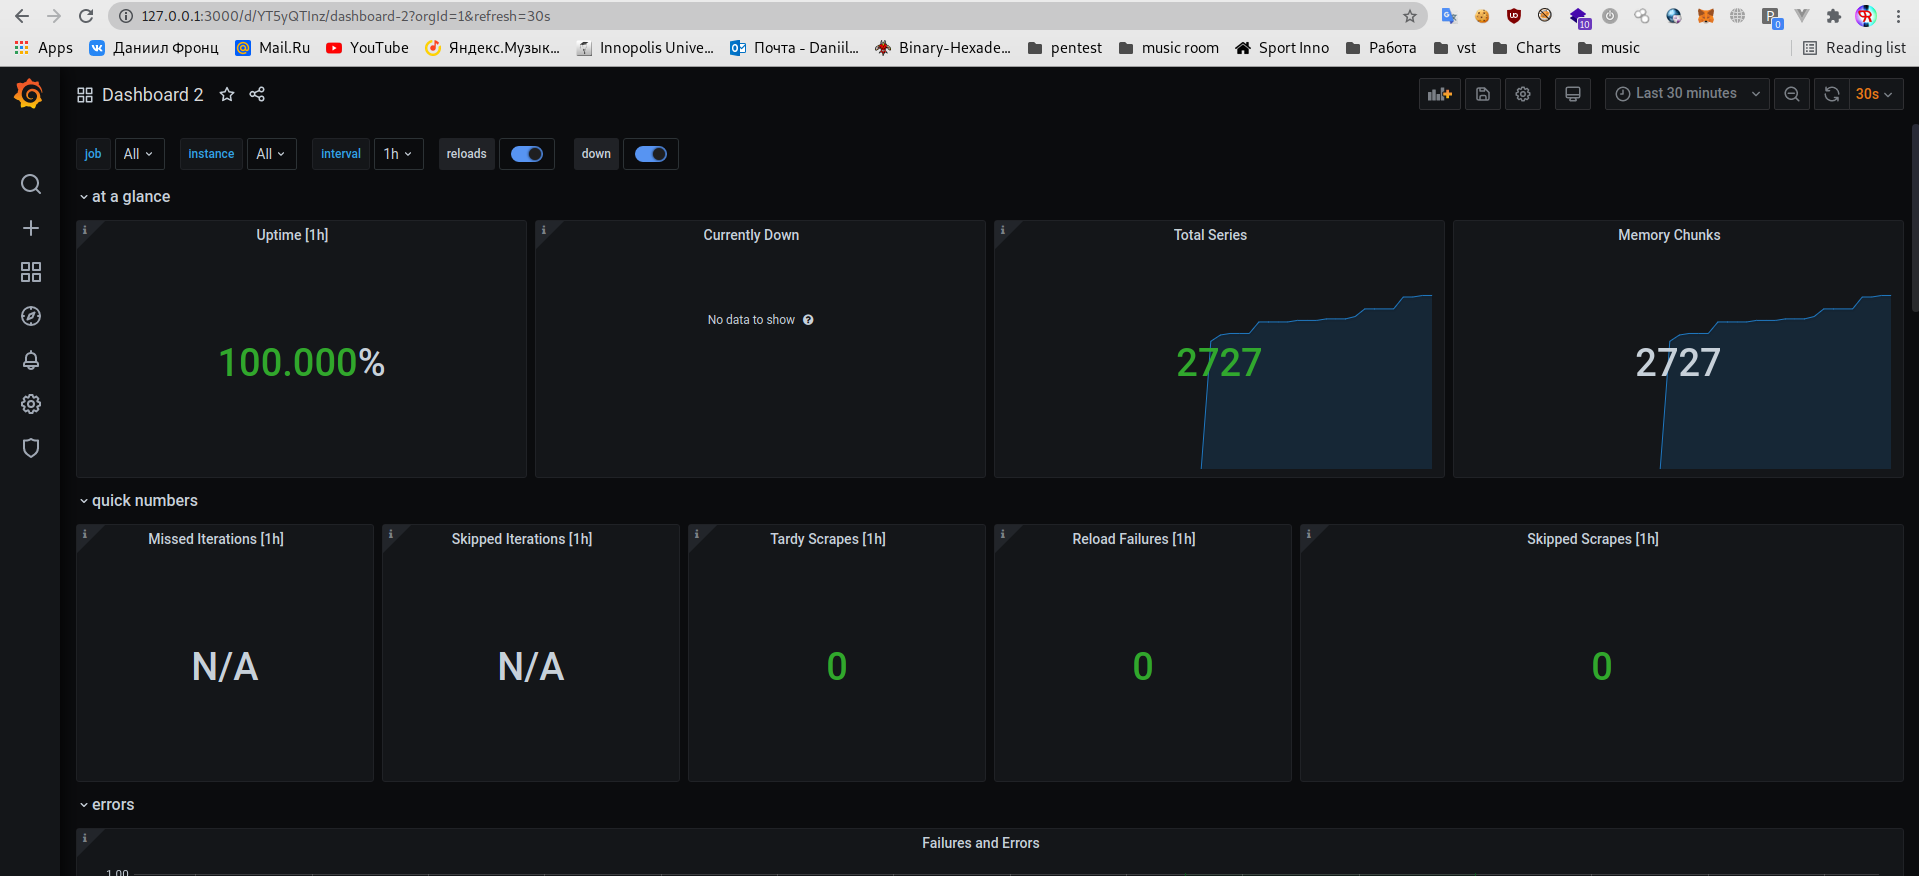 127.0.0.1:3000/d/YT5yQTInz/dashboard-2?orgId=1&refresh=30s
10
P
0
Apps
Даниил Фронц
Mail.Ru
YouTube
Яндекс.Музык...
Innopolis Unive...
Почта - Daniil...
Binary-Hexade...
pentest
music room
Sport Inno
Работа
vst
Charts
music
Reading list
Dashboard 2
Last 30 minutes
30s
job
All
instance
All
interval
1h
reloads
down
at a glance
Uptime [1h]
Currently Down
Total Series
Memory Chunks
100.000%
No data to show
2727
2727
quick numbers
Missed Iterations [1h]
Skipped Iterations [1h]
Tardy Scrapes [1h]
Reload Failures [1h]
Skipped Scrapes [1h]
N/A
N/A
0
0
0
errors
Failures and Errors
1.00